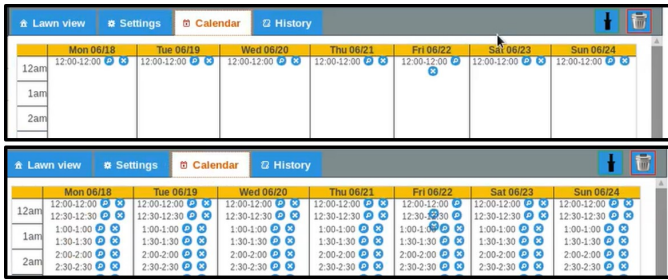 Lawn view Settings Calendar History
Mon 06/18 Tue 06/19 Wed 06/20 Thu 06/21 Fri 06/22 Sat 06/23 Sun 06/24
12am 12:00-12:00 12:00-12:00 12:00-12:00 12:00-12:00 12:00-12:00 12:00-12:00 12:00-12:00
1am
2am
Lawn view Settings Calendar History
Mon 06/18 Tue 06/19 Wed 06/20 Thu 06/21 Fri 06/22 Sat 06/23 Sun 06/24
12am 12:00-12:00 12:00-12:00 12:00-12:00 12:00-12:00 12:00-12:00 12:00-12:00 12:00-12:00
12:30-12:30 12:30-12:30 12:30-12:30 12:30-12:30 12:30-12:30 12:30-12:30
1am 1:00-1:00 1:00-1:00 1:00-1:00 1:00-1:00 1:00-1:00 1:00-1:00
1:30-1:30 1:30-1:30 1:30-1:30 1:30-1:30 1:30-1:30 1:30-1:30 1:30-1:30
2am 2:00-2:00 2:00-2:00 2:00-2:00 2:00-2:00 2:00-2:00 2:00-2:00 2:00-2:00
2:30-2:30 2:30-2:30 2:30-2:30 2:30-2:30 2:30-2:30 2:30-2:30 2:30-2:30